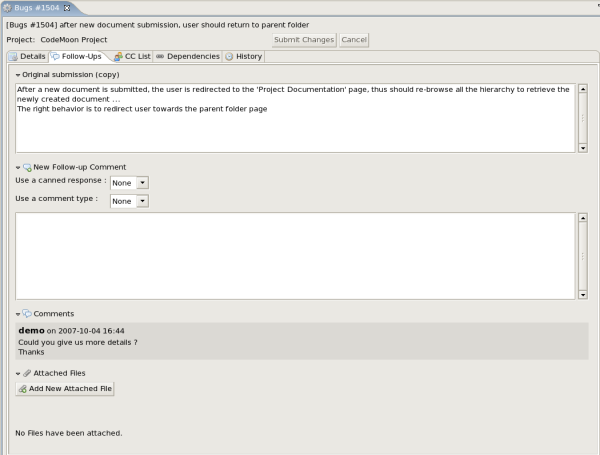 Bugs #1504
[Bugs #1504] after new document submission, user should return to parent folder
Project: CodeMoon Project
Submit Changes Cancel
Details Follow-Ups CC List Dependencies History
Original submission (copy)
After a new document is submitted, the user is redirected to the 'Project Documentation' page, thus should re-browse all the hierarchy to retrieve the
newly created document ...
The right behavior is to redirect user towards the parent folder page
New Follow-up Comment
Use a canned response : None
Use a comment type : None
Comments
demo on 2007-10-04 16:44
Could you give us more details ?
Thanks
Attached Files
Add New Attached File
No Files have been attached.